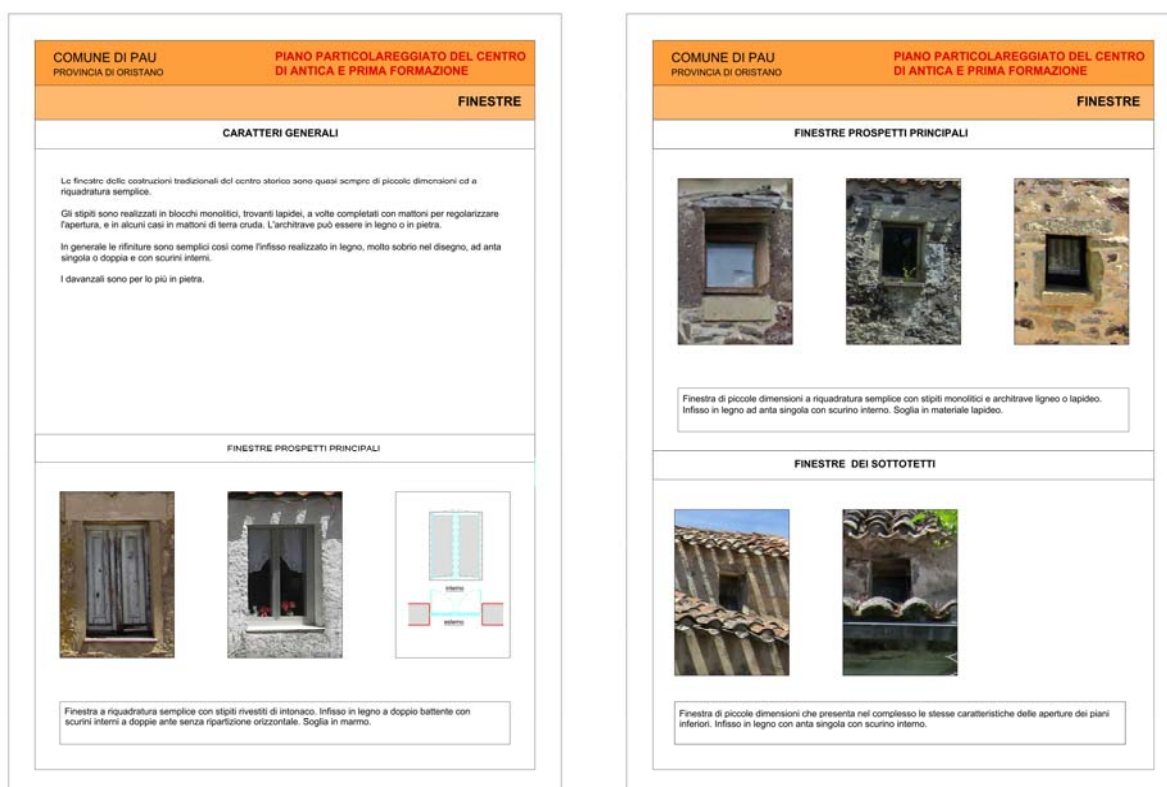 COMUNE DI PAU
PROVINCIA DI ORISTANO
PIANO PARTICOLAREGGIATO DEL CENTRO
DI ANTICA E PRIMA FORMAZIONE
FINESTRE
CARATTERI GENERALI
Le finestre delle costruzioni tradizionali del centro storico sono quasi sempre di piccole dimensioni ed a
riquadratura semplice.
Gli stipiti sono realizzati in blocchi monolitici, trovanti lapidei, a volte completati con mattoni per regolarizzare
l'apertura, e in alcuni casi in mattoni di terra cruda. L'architrave può essere in legno o in pietra.
In generale le rifiniture sono semplici così come l'infisso realizzato in legno, molto sobrio nel disegno, ad anta
singola o doppia e con scurini interni.
I davanzali sono per lo più in pietra.
FINESTRE PROSPETTI PRINCIPALI
interno
esterno
Finestra a riquadratura semplice con stipiti rivestiti di intonaco. Infisso in legno a doppio battente con
scurini interni a doppie ante senza ripartizione orizzontale. Soglia in marmo.
COMUNE DI PAU
PROVINCIA DI ORISTANO
PIANO PARTICOLAREGGIATO DEL CENTRO
DI ANTICA E PRIMA FORMAZIONE
FINESTRE
FINESTRE PROSPETTI PRINCIPALI
Finestra di piccole dimensioni a riquadratura semplice con stipiti monolitici e architrave ligneo o lapideo.
Infisso in legno ad anta singola con scurino interno. Soglia in materiale lapideo.
FINESTRE DEI SOTTOTETTI
Finestra di piccole dimensioni che presenta nel complesso le stesse caratteristiche delle aperture dei piani
inferiori. Infisso in legno con anta singola con scurino interno.